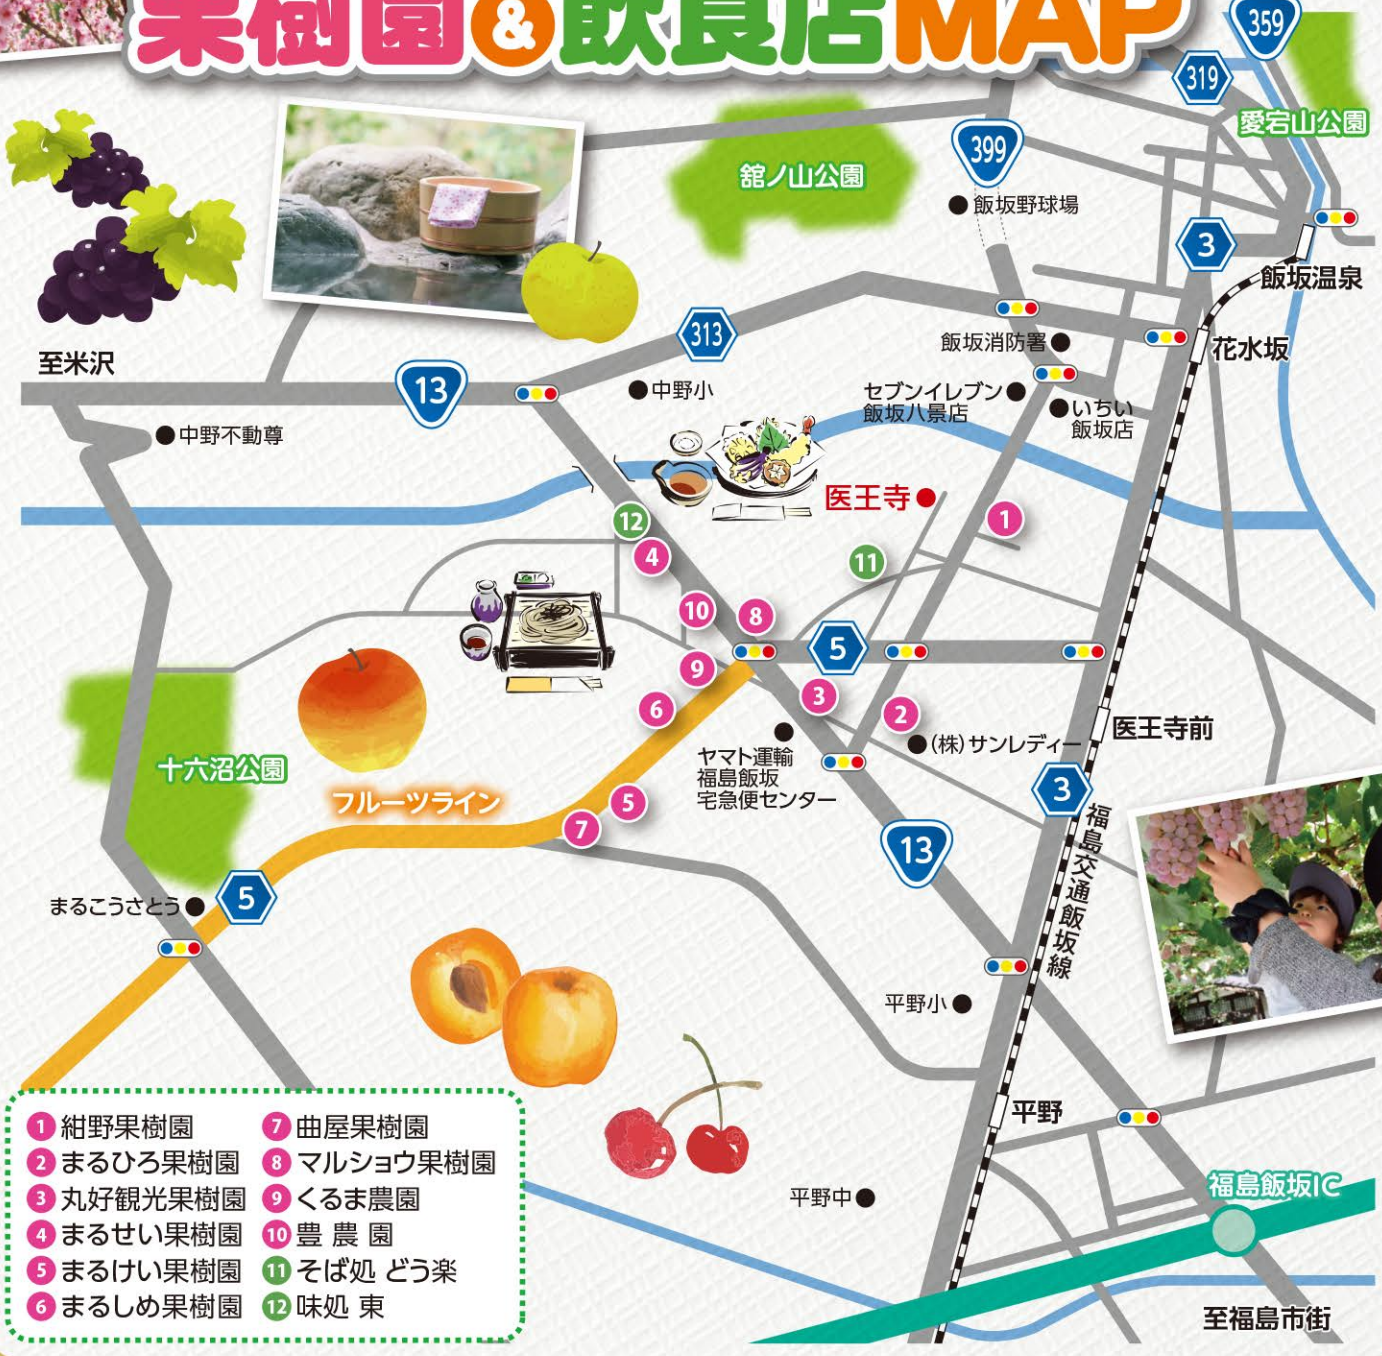 果樹園&飲食店MAP
359
319
愛宕山公園
399
舘ノ山公園
飯坂野球場
3
飯坂温泉
313
飯坂消防署
花水坂
至米沢
13
中野小
セブンイレブン
飯坂八景店
いちい
飯坂店
中野不動尊
医王寺
12
1
4
11
10
8
5
9
3
6
2
ヤマト運輸
福島飯坂
宅急便センター
(株)サンレディー
医王寺前
十六沼公園
フルーツライン
5
7
3
福島交通飯坂線
13
まるこうさとう
5
平野小
平野
平野中
福島飯坂IC
至福島市街
1 紺野果樹園
2 まるひろ果樹園
3 丸好観光果樹園
4 まるせい果樹園
5 まるけい果樹園
6 まるしめ果樹園
7 曲屋果樹園
8 マルショウ果樹園
9 くるま農園
10 豊 農 園
11 そば処 どう楽
12 味処 東